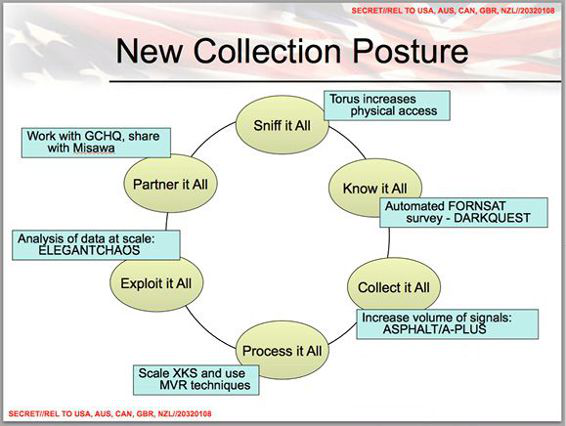 SECRET//REL TO USA, AUS, CAN, GBR, NZL//20320108
New Collection Posture
Sniff it All
Torus increases
physical access
Know it All
Automated FORNSAT
survey - DARKQUEST
Collect it All
Increase volume of signals:
ASPHALT/A-PLUS
Process it All
Scale XKS and use
MVR techniques
Exploit it All
Analysis of data at scale:
ELEGANTCHAOS
Partner it All
Work with GCHQ, share
with Misawa
SECRET//REL TO USA, AUS, CAN, GBR, NZL//20320108